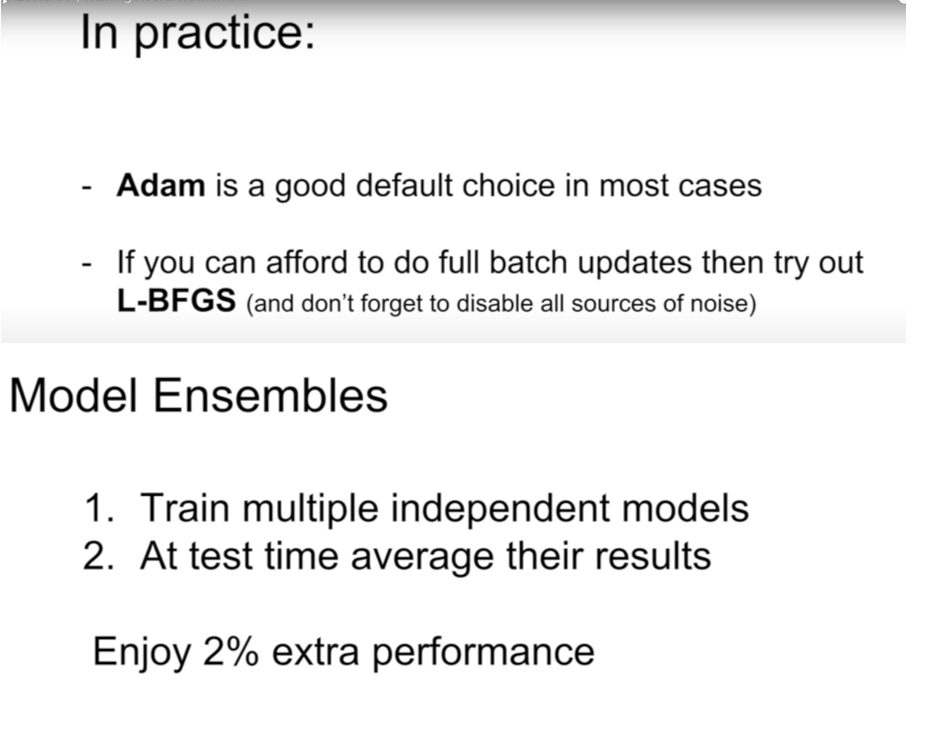 In practice:
- Adam is a good default choice in most cases
- If you can afford to do full batch updates then try out
L-BFGS (and don't forget to disable all sources of noise)
Model Ensembles
1. Train multiple independent models
2. At test time average their results
Enjoy 2% extra performance